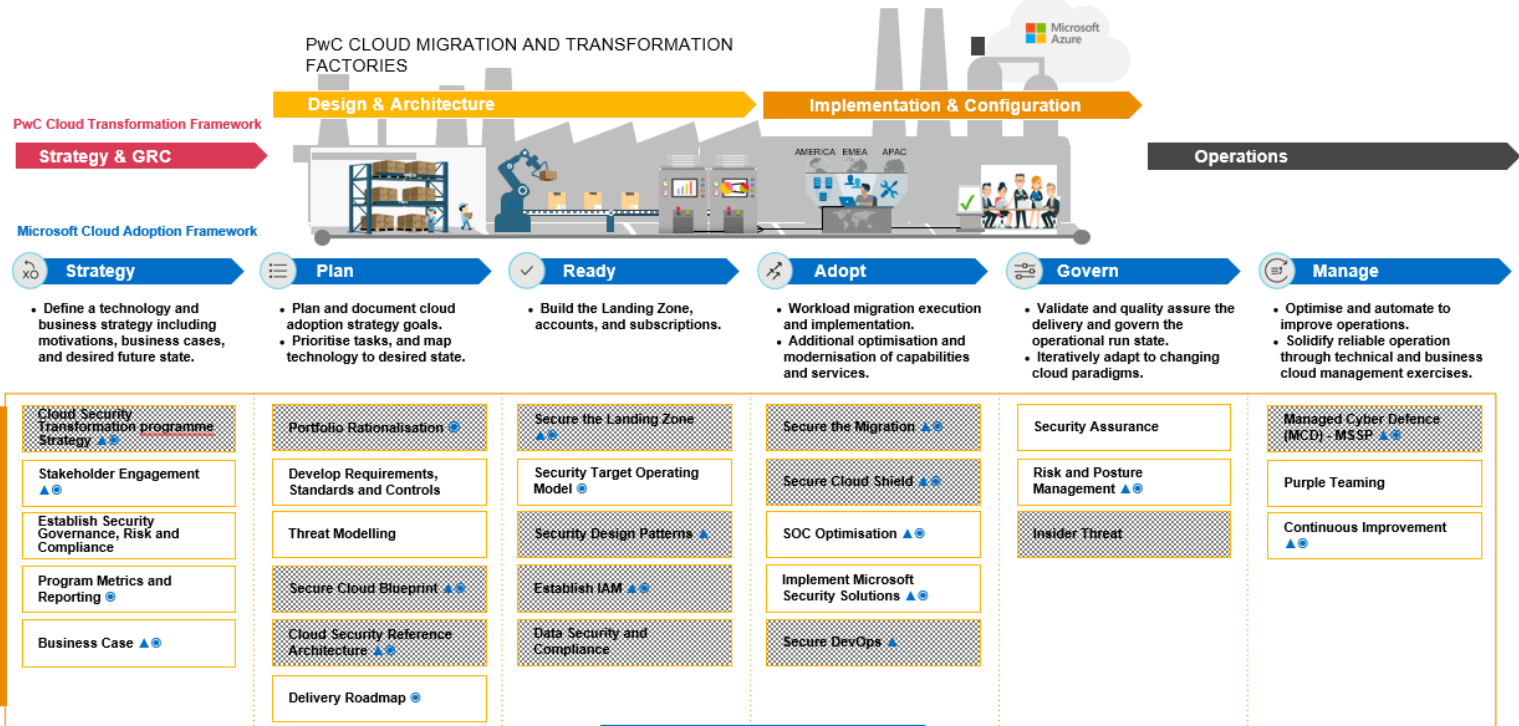 PwC CLOUD MIGRATION AND TRANSFORMATION
FACTORIES
Microsoft
Azure
Design & Architecture
Implementation & Configuration
PwC Cloud Transformation Framework
Strategy & GRC
AMERICA EMEA APAC
Operations
Microsoft Cloud Adoption Framework
Strategy
Plan
Ready
Adopt
Govern
Manage
• Define a technology and
business strategy including
motivations, business cases,
and desired future state.
• Plan and document cloud
adoption strategy goals.
• Prioritise tasks, and map
technology to desired state.
• Build the Landing Zone,
accounts, and subscriptions.
• Workload migration execution
and implementation.
• Additional optimisation and
modernisation of capabilities
and services.
• Validate and quality assure the
delivery and govern the
operational run state.
• Iteratively adapt to changing
cloud paradigms.
• Optimise and automate to
improve operations.
• Solidify reliable operation
through technical and business
cloud management exercises.
Cloud Security
Transformation programme
Strategy
Stakeholder Engagement
Establish Security
Governance, Risk and
Compliance
Program Metrics and
Reporting
Business Case
Portfolio Rationalisation
Develop Requirements,
Standards and Controls
Threat Modelling
Secure Cloud Blueprint
Cloud Security Reference
Architecture
Delivery Roadmap
Secure the Landing Zone
Security Target Operating
Model
Security Design Patterns
Establish IAM
Data Security and
Compliance
Secure the Migration
Secure Cloud Shield
SOC Optimisation
Implement Microsoft
Security Solutions
Secure DevOps
Security Assurance
Risk and Posture
Management
Insider Threat
Managed Cyber Defence
(MCD) - MSSP
Purple Teaming
Continuous Improvement